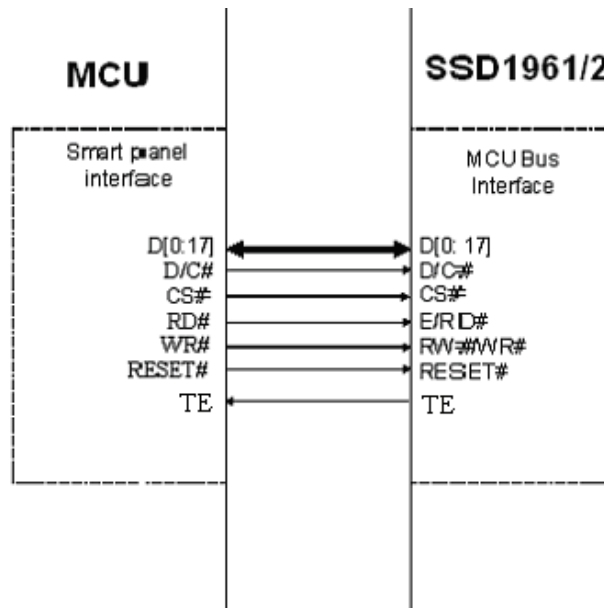 MCU
SSD1961/2
Smart panel
interface
MCU Bus
Interface
D[0:17]
D[0: 17]
D/C#
D/C#
CS#
CS#
RD#
E/RD#
WR#
RW#/WR#
RESET#
RESET#
TE
TE